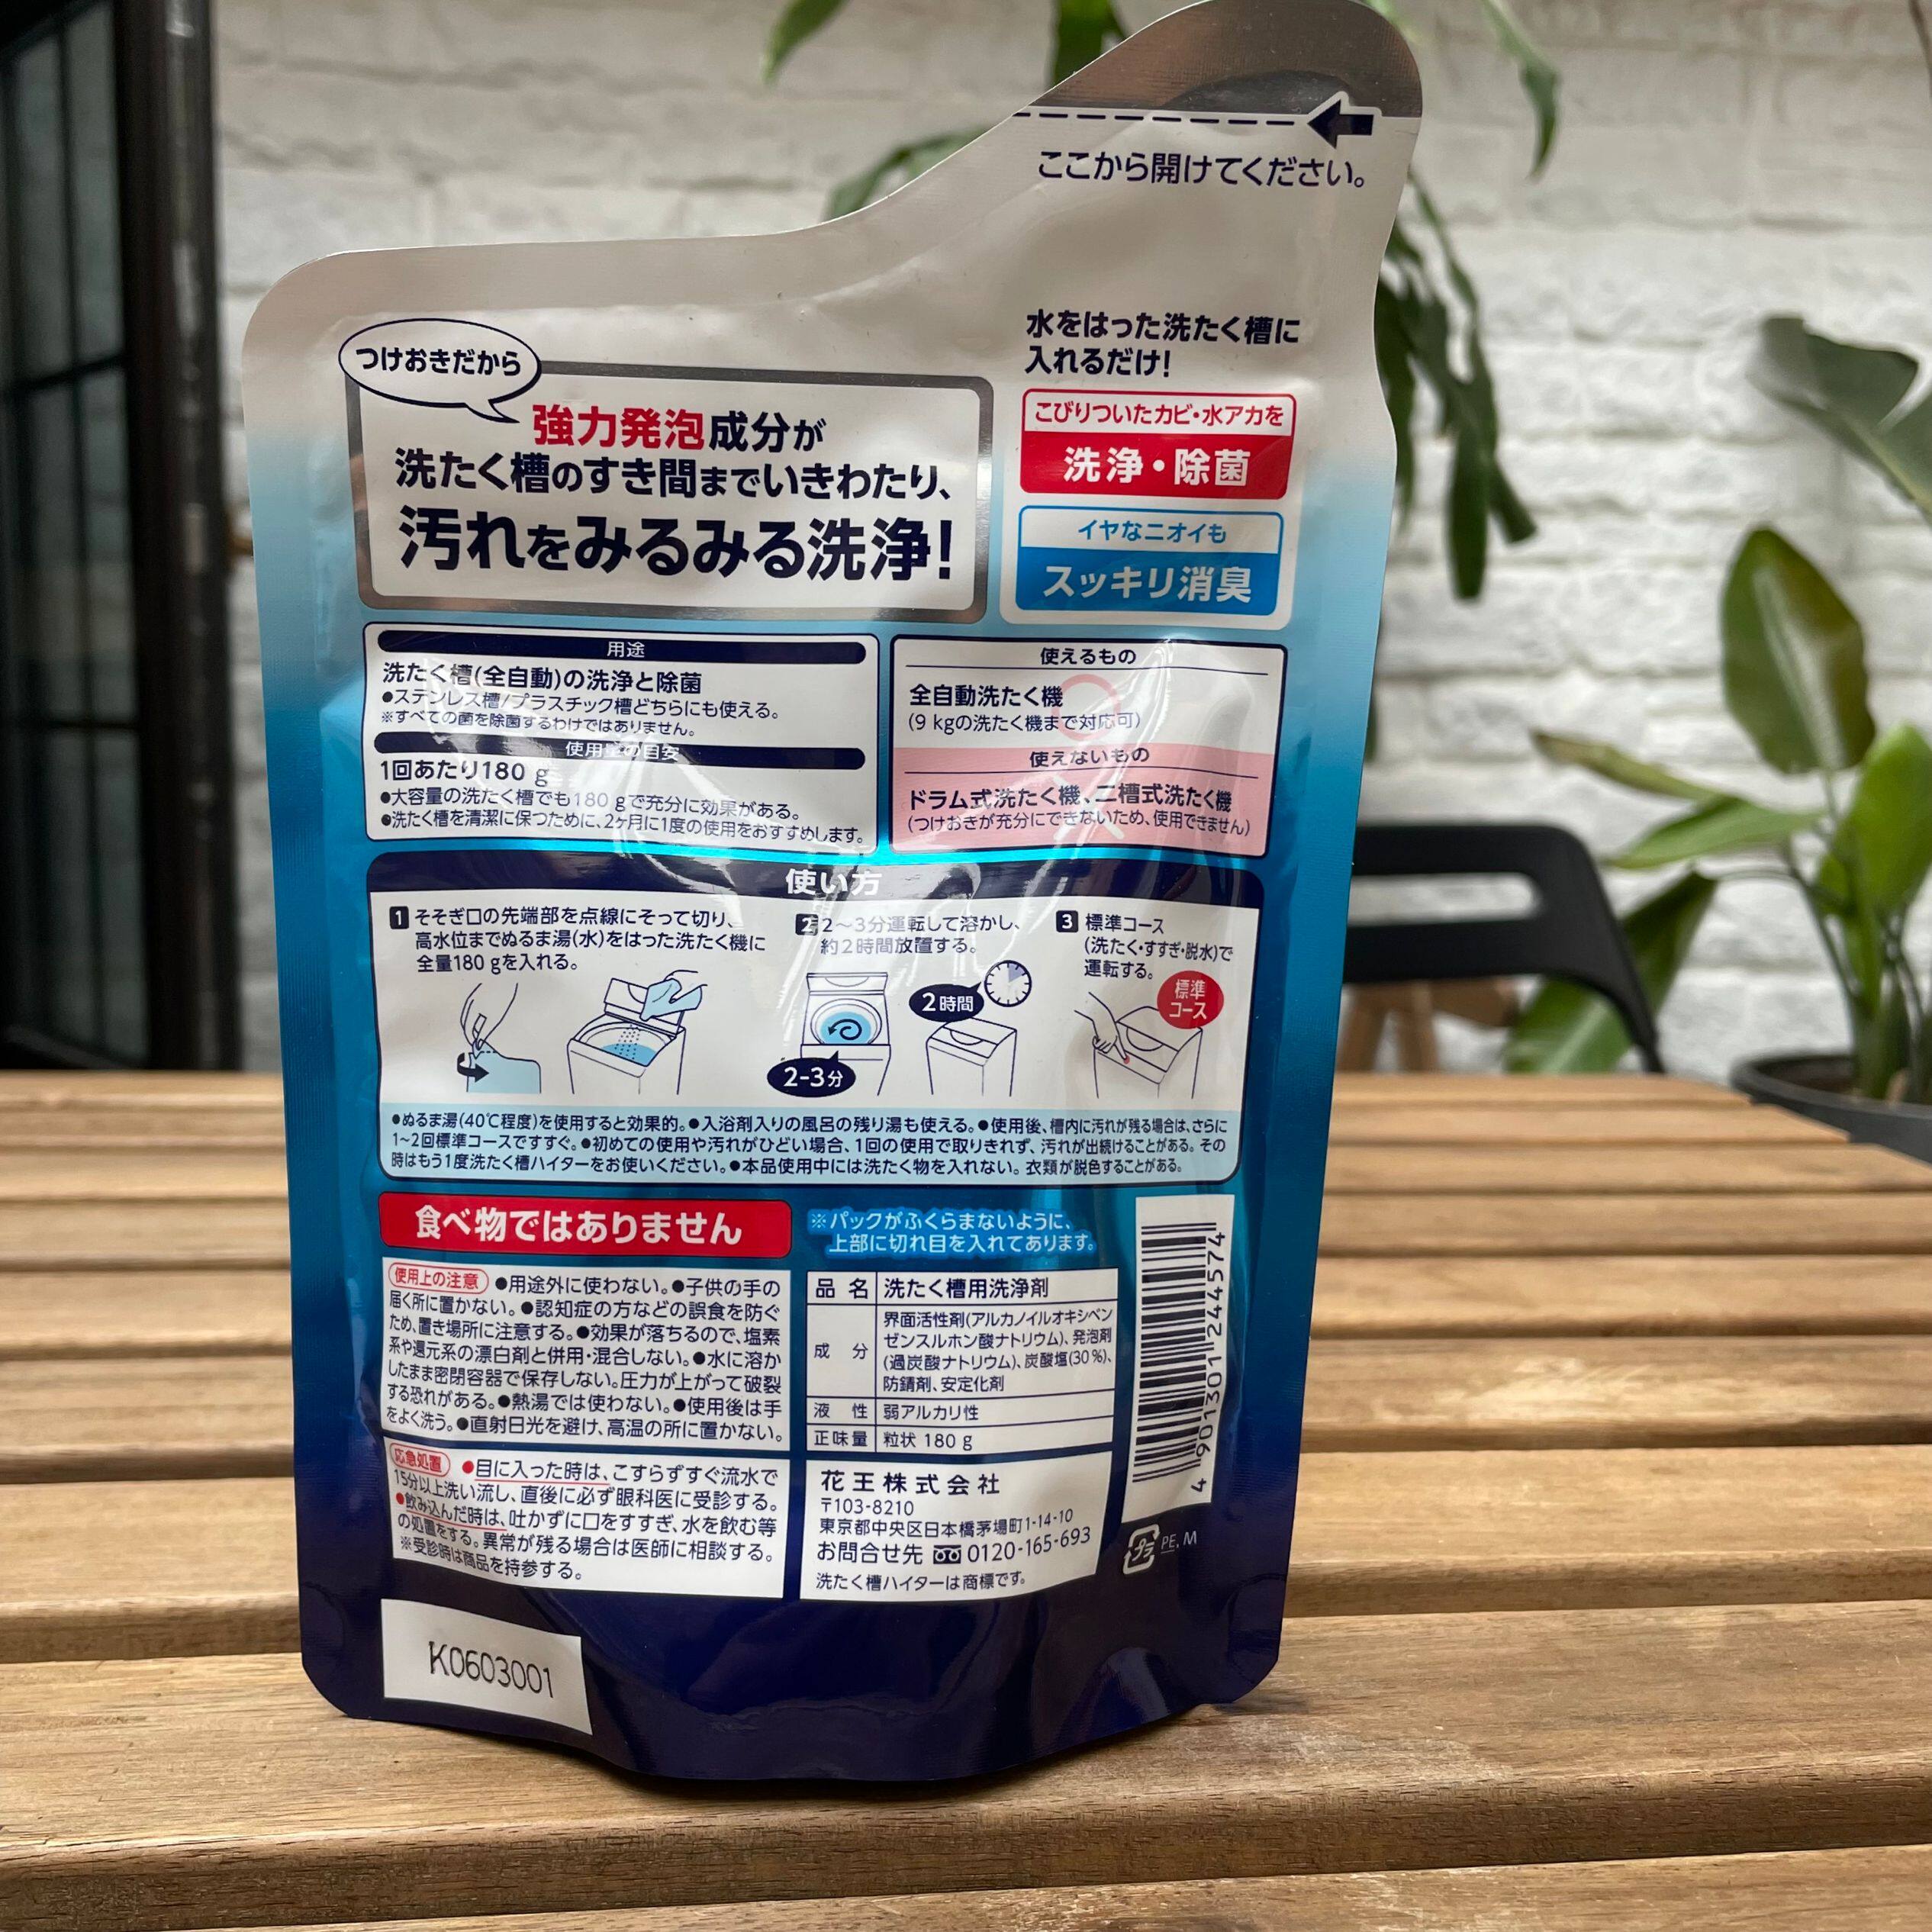 ここから開けてください。
つけおきだから
強力発泡成分が
洗たく槽のすき間までいきわたり、
汚れをみるみる洗浄!
水をはった洗たく槽に
入れるだけ!
こびりついたカビ・水アカを
洗浄・除菌
イヤなニオイも
スッキリ消臭
用途
洗たく槽(全自動)の洗浄と除菌
●ステンレス槽/プラスチック槽どちらにも使える。
※すべての菌を除菌するわけではありません。
使用量の目安
1回あたり180 g
●大容量の洗たく槽でも180 gで充分に効果がある。
●洗たく槽を清潔に保つために、2ヶ月に1度の使用をおすすめします。
使えるもの
全自動洗たく機
(9 kgの洗たく機まで対応可)
使えないもの
ドラム式洗たく機、二槽式洗たく機
(つけおきが充分にできないため、使用できません)
使い方
1 そそぎ口の先端部を点線にそって切り、
高水位までぬるま湯(水)をはった洗たく機に
全量180 gを入れる。
2 2〜3分運転して溶かし、
約2時間放置する。
2-3分
2時間
3 標準コース
(洗たく・すすぎ・脱水)で
運転する。
標準
コース
●ぬるま湯(40℃程度)を使用すると効果的。●入浴剤入りの風呂の残り湯も使える。●使用後、槽内に汚れが残る場合は、さらに
1〜2回標準コースですすぐ。●初めての使用や汚れがひどい場合、1回の使用で取りきれず、汚れが出続けることがある。その
時はもう1度洗たく槽ハイターをお使いください。●本品使用中には洗たく物を入れない。衣類が脱色することがある。
食べ物ではありません
※パックがふくらまないように、
上部に切れ目を入れてあります。
使用上の注意 ●用途外に使わない。●子供の手の
届く所に置かない。●認知症の方などの誤食を防ぐ
ため、置き場所に注意する。●効果が落ちるので、塩素
系や還元系の漂白剤と併用・混合しない。●水に溶か
したまま密閉容器で保存しない。圧力が上がって破裂
する恐れがある。●熱湯では使わない。●使用後は手
をよく洗う。●直射日光を避け、高温の所に置かない。
応急処置 ●目に入った時は、こすらずすぐ流水で
15分以上洗い流し、直後に必ず眼科医に受診する。
●飲み込んだ時は、吐かずに口をすすぎ、水を飲む等
の処置をする。異常が残る場合は医師に相談する。
※受診時は商品を持参する。
品 名 洗たく槽用洗浄剤
成 分 界面活性剤(アルカノイルオキシベン
ゼンスルホン酸ナトリウム)、発泡剤
(過炭酸ナトリウム)、炭酸塩(30%)、
防錆剤、安定化剤
液 性 弱アルカリ性
正味量 粒状 180 g
花王株式会社
〒103-8210
東京都中央区日本橋茅場町1-14-10
お問合せ先 0120-165-693
洗たく槽ハイターは商標です。
4 901301 244574
プラ PE, M
K0603001